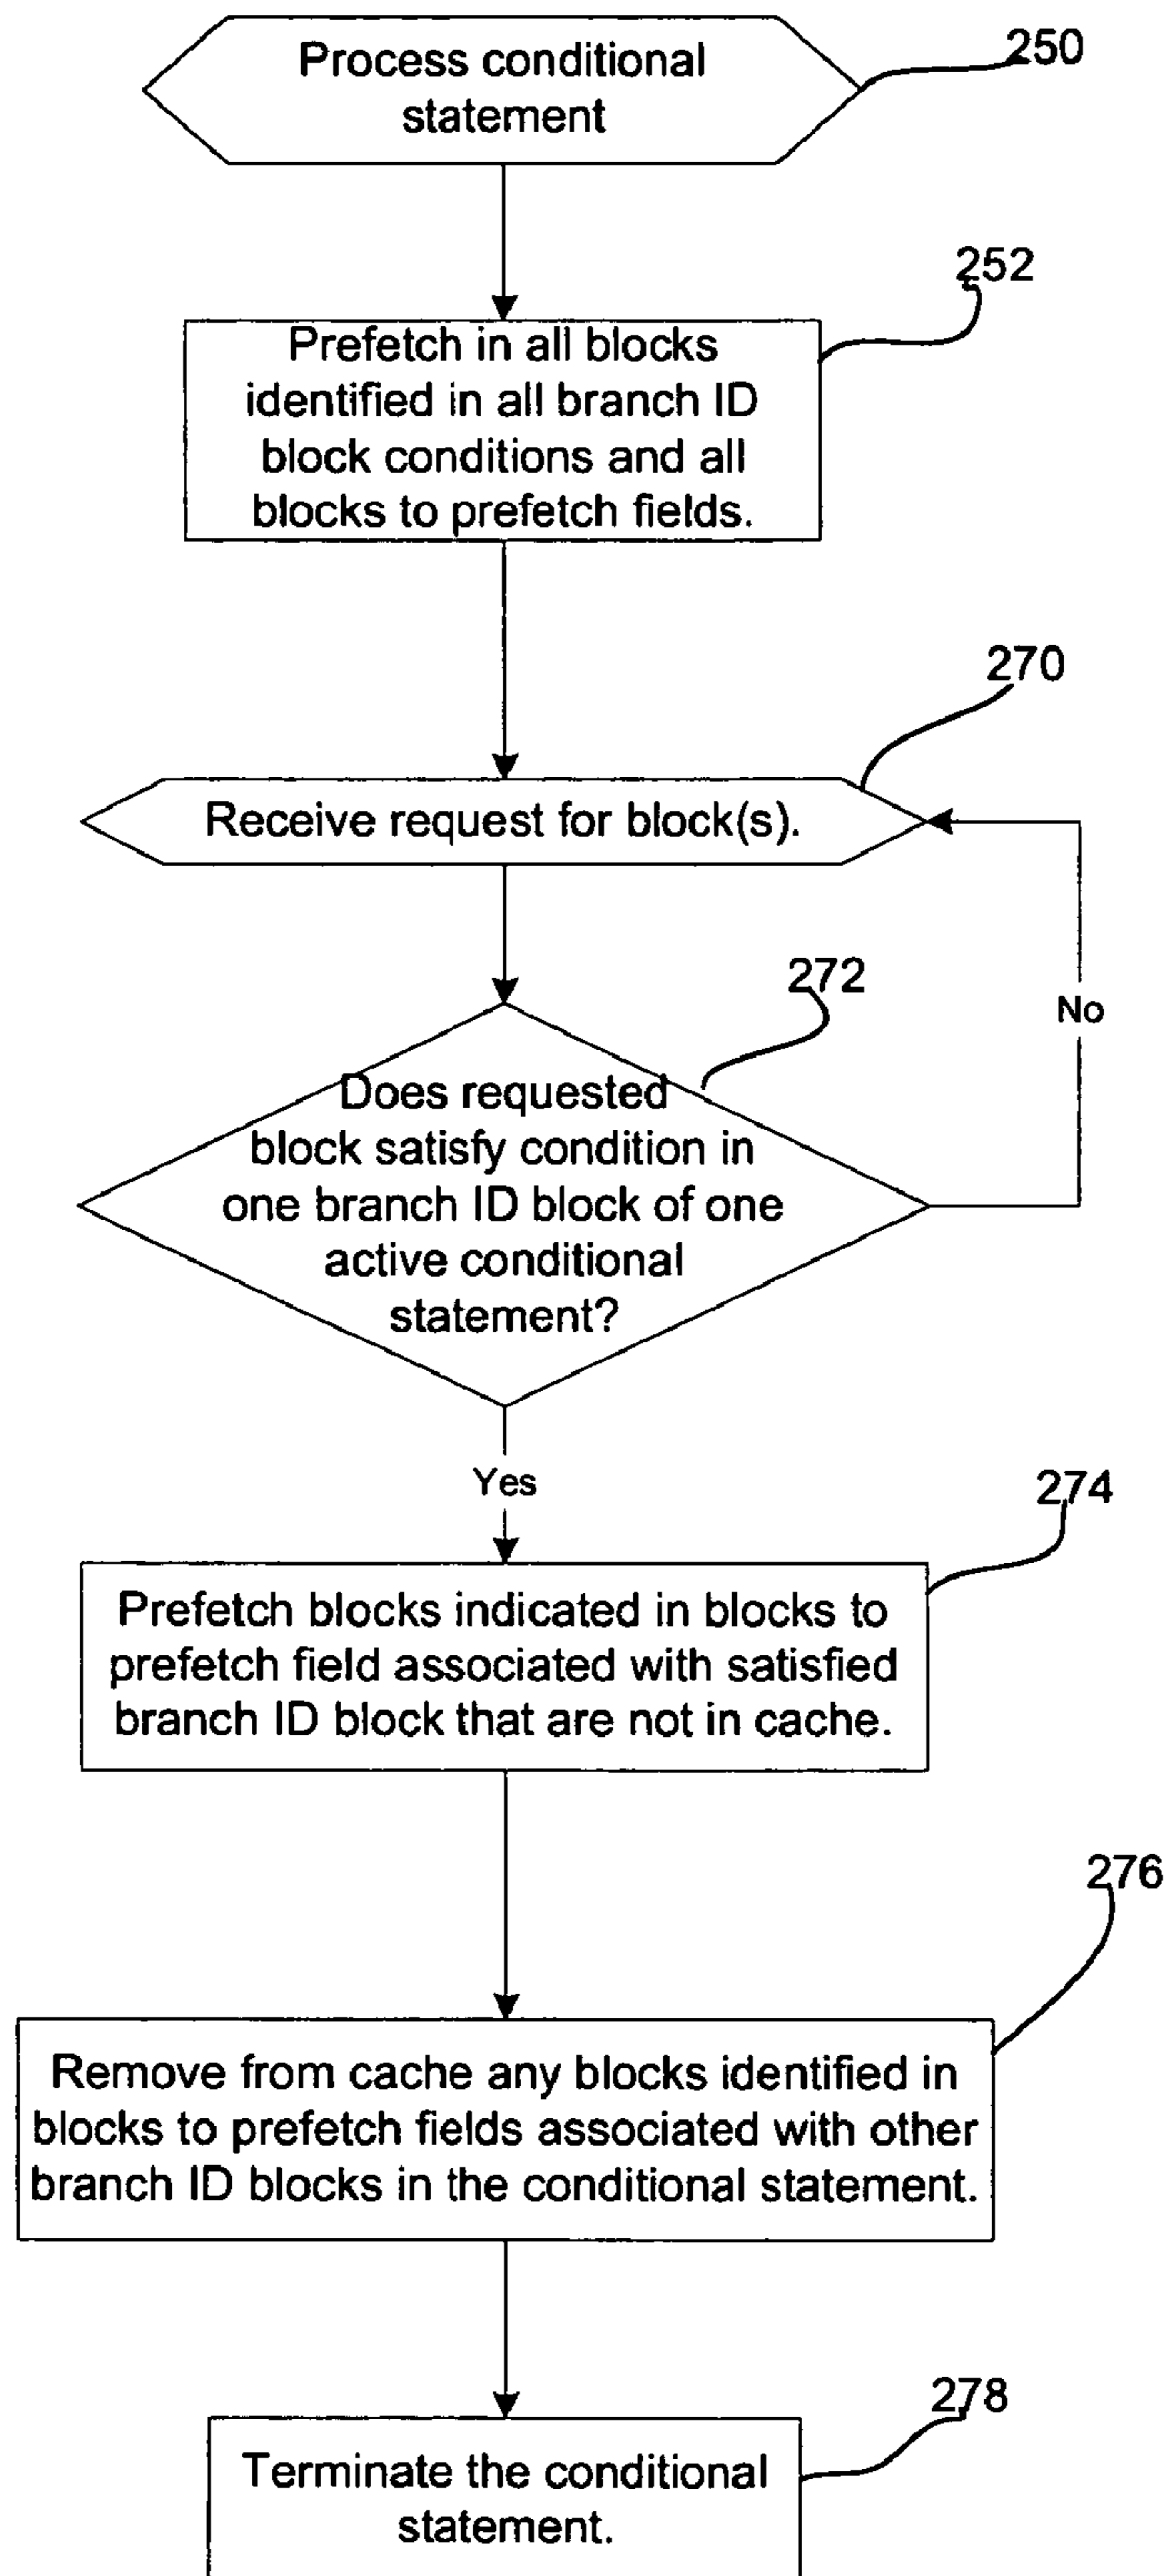 Process conditional
statement
250
252
Prefetch in all blocks
identified in all branch ID
block conditions and all
blocks to prefetch fields.
270
Receive request for block(s).
272
No
Does requested
block satisfy condition in
one branch ID block of one
active conditional
statement?
Yes
274
Prefetch blocks indicated in blocks to
prefetch field associated with satisfied
branch ID block that are not in cache.
276
Remove from cache any blocks identified in
blocks to prefetch fields associated with other
branch ID blocks in the conditional statement.
278
Terminate the conditional
statement.